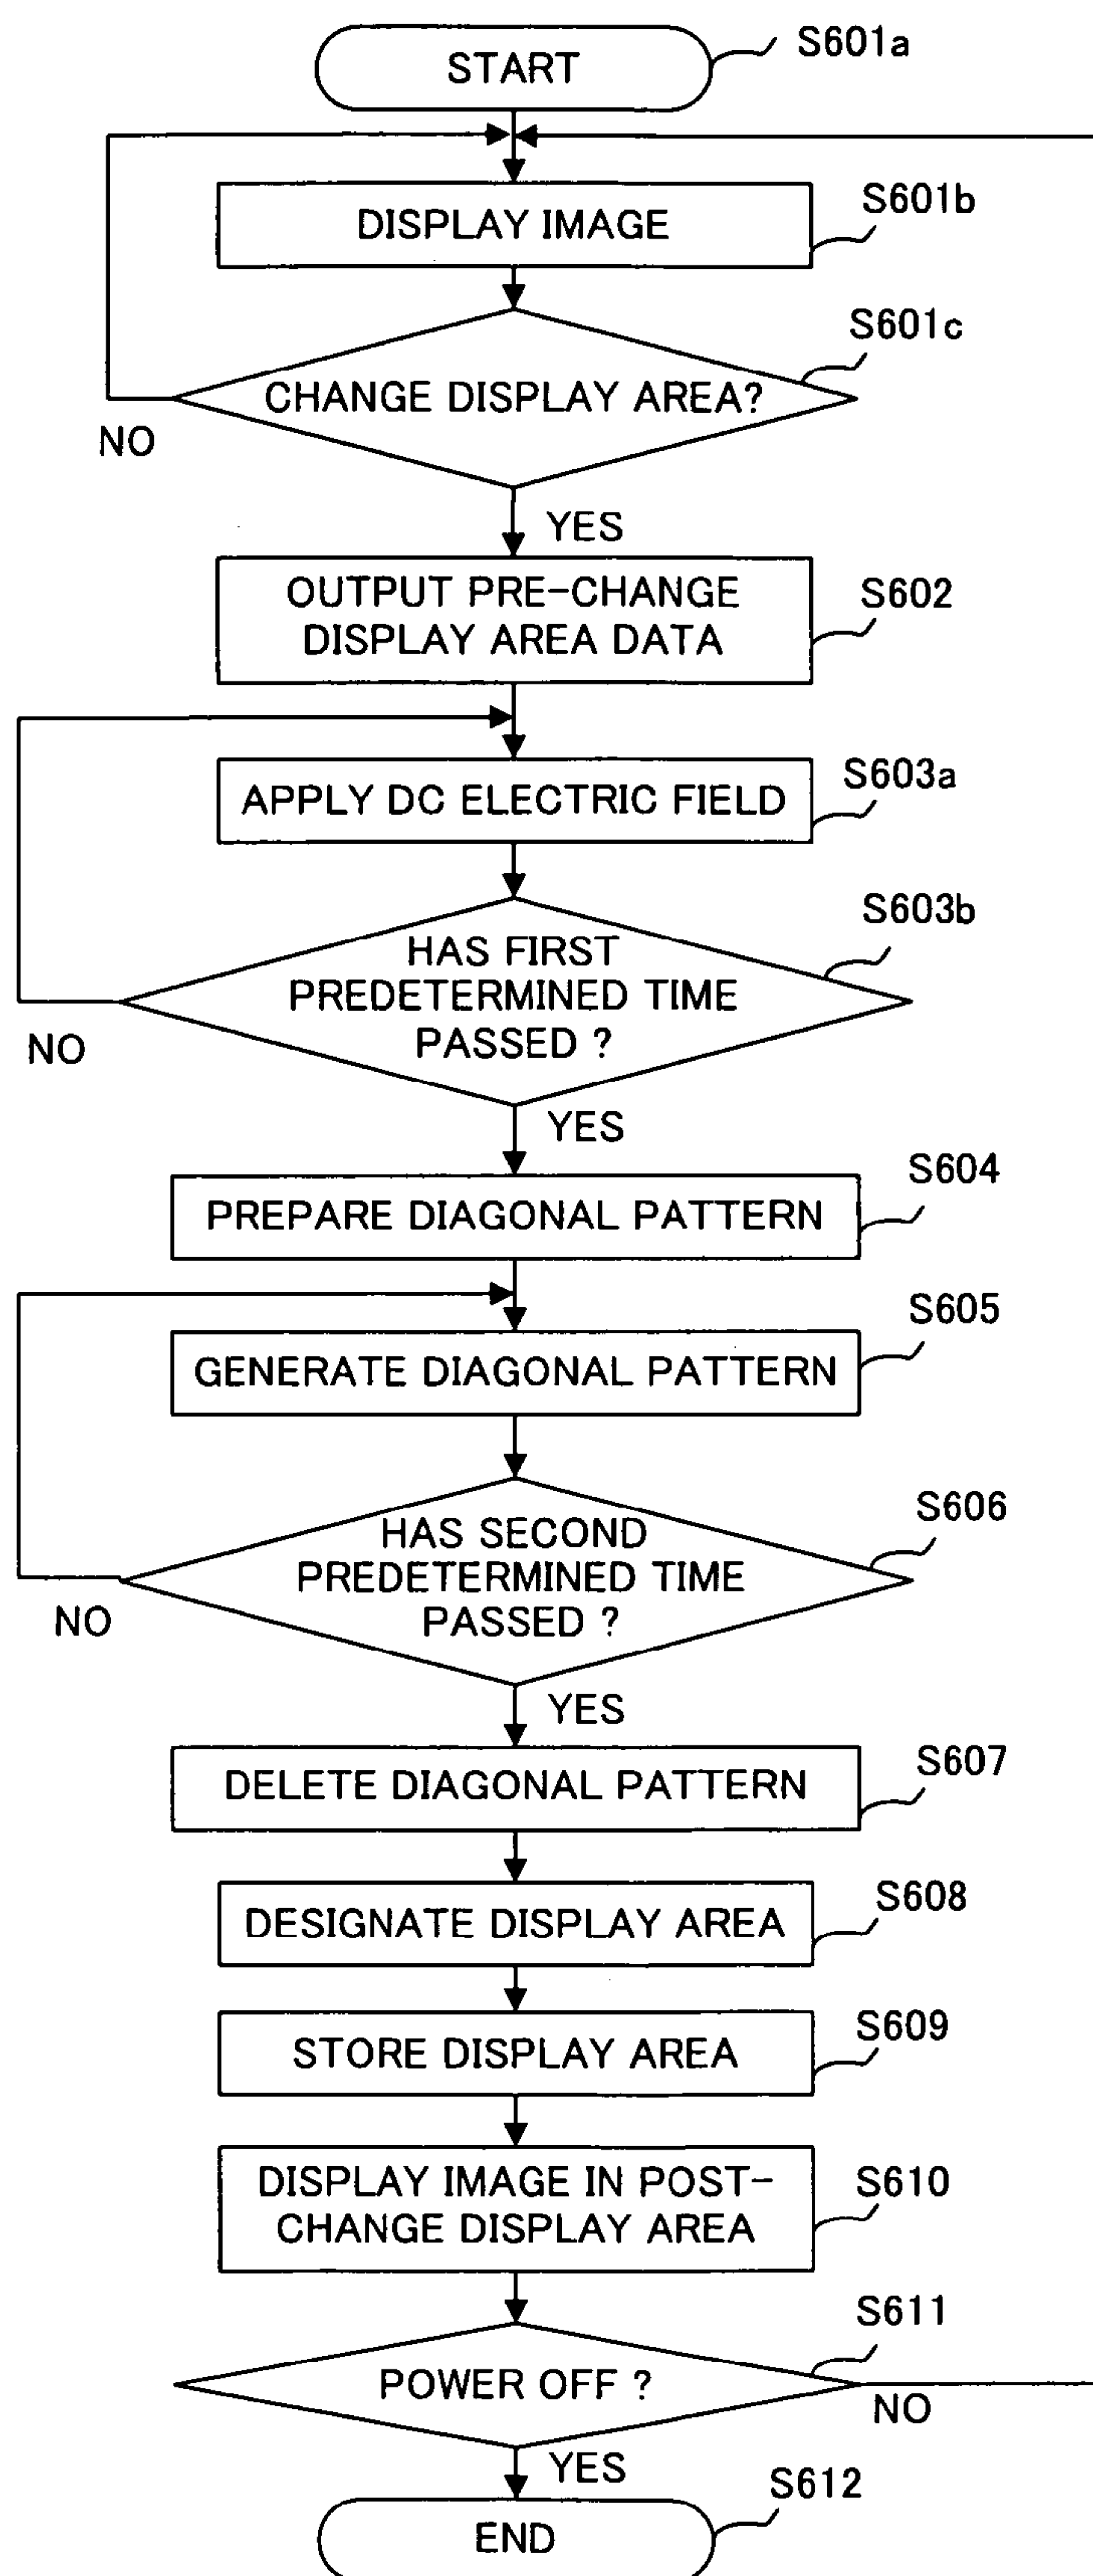 START
S601a
DISPLAY IMAGE
S601b
CHANGE DISPLAY AREA?
S601c
NO
YES
OUTPUT PRE-CHANGE
DISPLAY AREA DATA
S602
APPLY DC ELECTRIC FIELD
S603a
HAS FIRST
PREDETERMINED TIME
PASSED ?
S603b
NO
YES
PREPARE DIAGONAL PATTERN
S604
GENERATE DIAGONAL PATTERN
S605
HAS SECOND
PREDETERMINED TIME
PASSED ?
S606
NO
YES
DELETE DIAGONAL PATTERN
S607
DESIGNATE DISPLAY AREA
S608
STORE DISPLAY AREA
S609
DISPLAY IMAGE IN POST-
CHANGE DISPLAY AREA
S610
POWER OFF ?
S611
NO
YES
END
S612